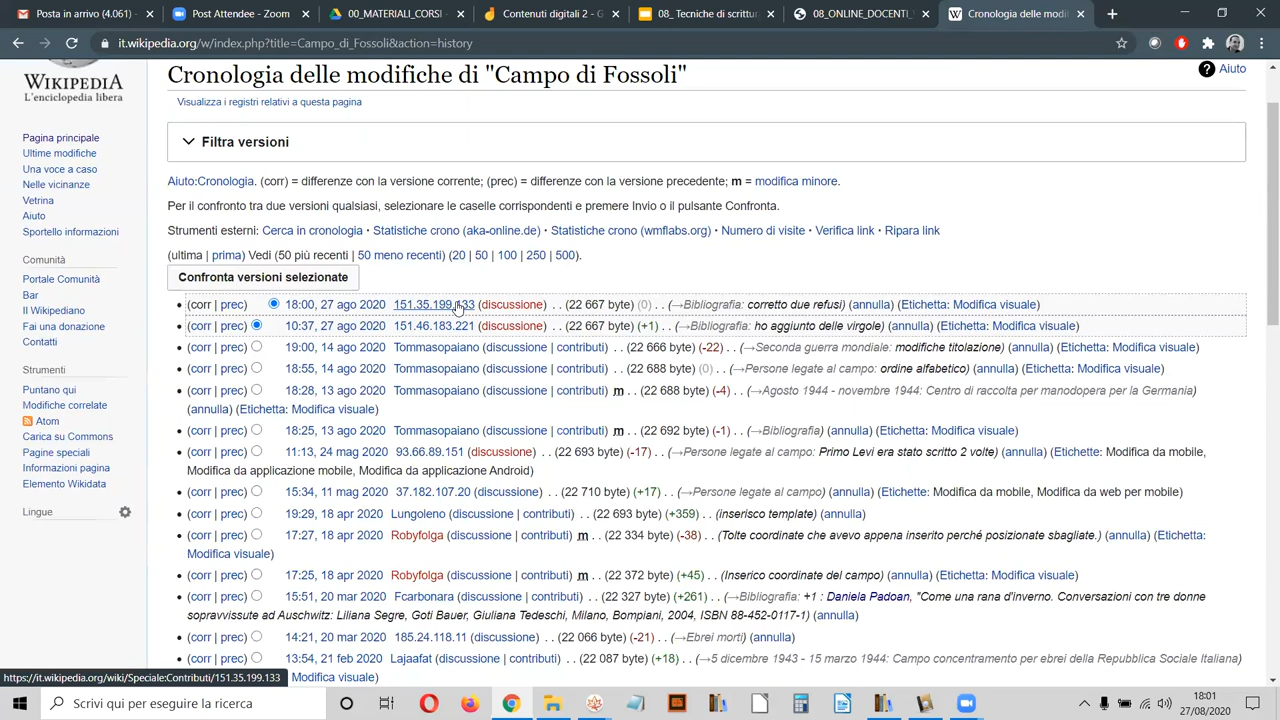 Posta in arrivo (4.061) - e
Post Attendee - Zoom
00_MATERIALI_CORSI -
Contenuti digitali 2 - G
08_ Tecniche di scrittur
08_ONLINE_DOCENTI_
Cronologia delle modif
it.wikipedia.org/w/index.php?title=Campo_di_Fossoli&action=history
WIKIPEDIA
L'enciclopedia libera
Cronologia delle modifiche di "Campo di Fossoli"
Aiuto
Visualizza i registri relativi a questa pagina
Filtra versioni
Pagina principale
Ultime modifiche
Una voce a caso
Nelle vicinanze
Vetrina
Aiuto
Sportello informazioni
Comunità
Portale Comunità
Bar
Il Wikipediano
Fai una donazione
Contatti
Strumenti
Puntano qui
Modifiche correlate
Atom
Carica su Commons
Pagine speciali
Informazioni pagina
Elemento Wikidata
Lingue
Aiuto:Cronologia. (corr) = differenze con la versione corrente; (prec) = differenze con la versione precedente; m = modifica minore.
Per il confronto tra due versioni qualsiasi, selezionare le caselle corrispondenti e premere Invio o il pulsante Confronta.
Strumenti esterni: Cerca in cronologia · Statistiche crono (aka-online.de) · Statistiche crono (wmflabs.org) · Numero di visite · Verifica link · Ripara link
(ultima | prima) Vedi (50 più recenti | 50 meno recenti) (20 | 50 | 100 | 250 | 500).
Confronta versioni selezionate
(corr | prec) 18:00, 27 ago 2020 151.35.199.133 (discussione) . . (22 667 byte) (0) . . (→Bibliografia: corretto due refusi) (annulla) (Etichetta: Modifica visuale)
(corr | prec) 10:37, 27 ago 2020 151.46.183.221 (discussione) . . (22 667 byte) (+1) . . (→Bibliografia: ho aggiunto delle virgole) (annulla) (Etichetta: Modifica visuale)
(corr | prec) 19:00, 14 ago 2020 Tommasopaiano (discussione | contributi) . . (22 666 byte) (-22) . . (→Seconda guerra mondiale: modifiche titolazione) (annulla) (Etichetta: Modifica visuale)
(corr | prec) 18:55, 14 ago 2020 Tommasopaiano (discussione | contributi) . . (22 688 byte) (0) . . (→Persone legate al campo: ordine alfabetico) (annulla) (Etichetta: Modifica visuale)
(corr | prec) 18:28, 13 ago 2020 Tommasopaiano (discussione | contributi) m . . (22 688 byte) (-4) . . (→Agosto 1944 - novembre 1944: Centro di raccolta per manodopera per la Germania)
(annulla) (Etichetta: Modifica visuale)
(corr | prec) 18:25, 13 ago 2020 Tommasopaiano (discussione | contributi) m . . (22 692 byte) (-1) . . (→Bibliografia) (annulla) (Etichetta: Modifica visuale)
(corr | prec) 11:13, 24 mag 2020 93.66.89.151 (discussione) . . (22 693 byte) (-17) . . (→Persone legate al campo: Primo Levi era stato scritto 2 volte) (annulla) (Etichette: Modifica da mobile,
Modifica da applicazione mobile, Modifica da applicazione Android)
(corr | prec) 15:34, 11 mag 2020 37.182.107.20 (discussione) . . (22 710 byte) (+17) . . (→Persone legate al campo) (annulla) (Etichette: Modifica da mobile, Modifica da web per mobile)
(corr | prec) 19:29, 18 apr 2020 Lungoleno (discussione | contributi) . . (22 693 byte) (+359) . . (inserisco template) (annulla)
(corr | prec) 17:27, 18 apr 2020 Robyfolga (discussione | contributi) m . . (22 334 byte) (-38) . . (Tolte coordinate che avevo appena inserito perché posizionate sbagliate.) (annulla) (Etichetta:
Modifica visuale)
(corr | prec) 17:25, 18 apr 2020 Robyfolga (discussione | contributi) m . . (22 372 byte) (+45) . . (Inserico coordinate del campo) (annulla) (Etichetta: Modifica visuale)
(corr | prec) 15:51, 20 mar 2020 Fcarbonara (discussione | contributi) . . (22 327 byte) (+261) . . (→Bibliografia: +1 : Daniela Padoan, "Come una rana d'inverno. Conversazioni con tre donne
sopravvissute ad Auschwitz: Liliana Segre, Goti Bauer, Giuliana Tedeschi, Milano, Bompiani, 2004, ISBN 88-452-0117-1) (annulla)
(corr | prec) 14:21, 20 mar 2020 185.24.118.11 (discussione) . . (22 066 byte) (-21) . . (→Ebrei morti) (annulla)
(corr | prec) 13:54, 21 feb 2020 Lajaafat (discussione | contributi) . . (22 087 byte) (+18) . . (→5 dicembre 1943 - 15 marzo 1944: Campo concentramento per ebrei della Repubblica Sociale Italiana)
Modifica visuale)
https://it.wikipedia.org/wiki/Speciale:Contributi/151.35.199.133
Scrivi qui per eseguire la ricerca
18:01
27/08/2020